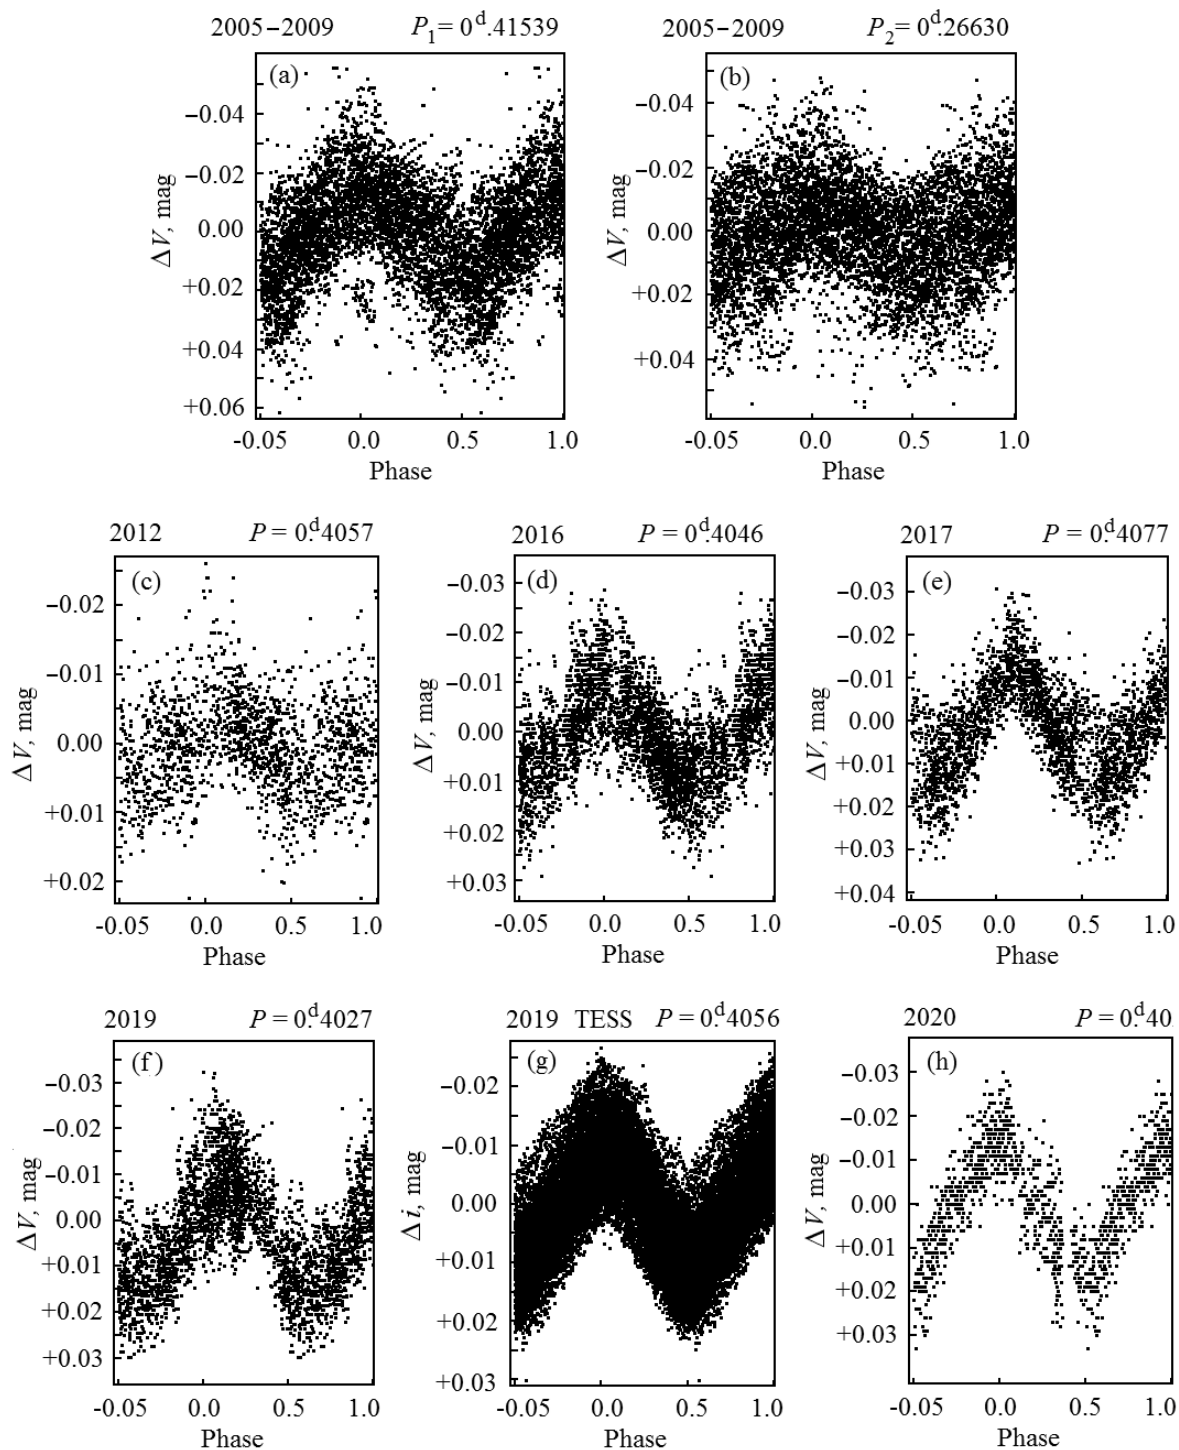 2005−2009 P₁ = 0ᵈ.41539 2005−2009 P₂ = 0ᵈ.26630
(a) (b)
−0.04 −0.02 0.00 +0.02 +0.04 +0.06
ΔV, mag
-0.05 0.0 0.5 1.0
Phase
−0.04 −0.02 0.00 +0.02 +0.04
ΔV, mag
-0.05 0.0 0.5 1.0
Phase
2012 P = 0ᵈ.4057 2016 P = 0ᵈ.4046 2017 P = 0ᵈ.4077
(c) (d) (e)
−0.02 −0.01 0.00 +0.01 +0.02
ΔV, mag
-0.05 0.0 0.5 1.0
Phase
−0.03 −0.02 −0.01 0.00 +0.01 +0.02 +0.03
ΔV, mag
-0.05 0.0 0.5 1.0
Phase
−0.03 −0.02 −0.01 0.00 +0.01 +0.02 +0.03 +0.04
ΔV, mag
-0.05 0.0 0.5 1.0
Phase
2019 P = 0ᵈ.4027 2019 TESS P = 0ᵈ.4056 2020 P = 0ᵈ.40
(f) (g) (h)
−0.03 −0.02 −0.01 0.00 +0.01 +0.02 +0.03
ΔV, mag
-0.05 0.0 0.5 1.0
Phase
−0.02 −0.01 0.00 +0.01 +0.02 +0.03
Δi, mag
-0.05 0.0 0.5 1.0
Phase
−0.03 −0.02 −0.01 0.00 +0.01 +0.02 +0.03
ΔV, mag
-0.05 0.0 0.5 1.0
Phase